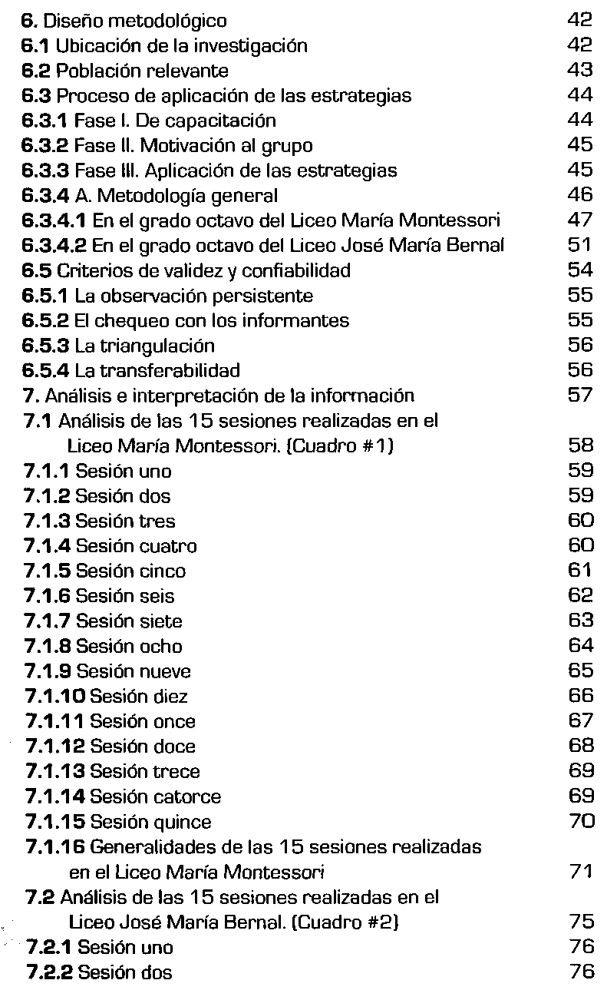 6. Diseño metodológico 42
6.1 Ubicación de la investigación 42
6.2 Población relevante 43
6.3 Proceso de aplicación de las estrategias 44
6.3.1 Fase I. De capacitación 44
6.3.2 Fase II. Motivación al grupo 45
6.3.3 Fase III. Aplicación de las estrategias 45
6.3.4 A. Metodología general 46
6.3.4.1 En el grado octavo del Liceo María Montessori 47
6.3.4.2 En el grado octavo del Liceo José María Bernal 51
6.5 Criterios de validez y confiabilidad 54
6.5.1 La observación persistente 55
6.5.2 El chequeo con los informantes 55
6.5.3 La triangulación 56
6.5.4 La transferabilidad 56
7. Análisis e interpretación de la información 57
7.1 Análisis de las 15 sesiones realizadas en el
Liceo María Montessori. (Cuadro #1) 58
7.1.1 Sesión uno 59
7.1.2 Sesión dos 59
7.1.3 Sesión tres 60
7.1.4 Sesión cuatro 60
7.1.5 Sesión cinco 61
7.1.6 Sesión seis 62
7.1.7 Sesión siete 63
7.1.8 Sesión ocho 64
7.1.9 Sesión nueve 65
7.1.10 Sesión diez 66
7.1.11 Sesión once 67
7.1.12 Sesión doce 68
7.1.13 Sesión trece 69
7.1.14 Sesión catorce 69
7.1.15 Sesión quince 70
7.1.16 Generalidades de las 15 sesiones realizadas
en el Liceo María Montessori 71
7.2 Análisis de las 15 sesiones realizadas en el
Liceo José María Bernal. (Cuadro #2) 75
7.2.1 Sesión uno 76
7.2.2 Sesión dos 76